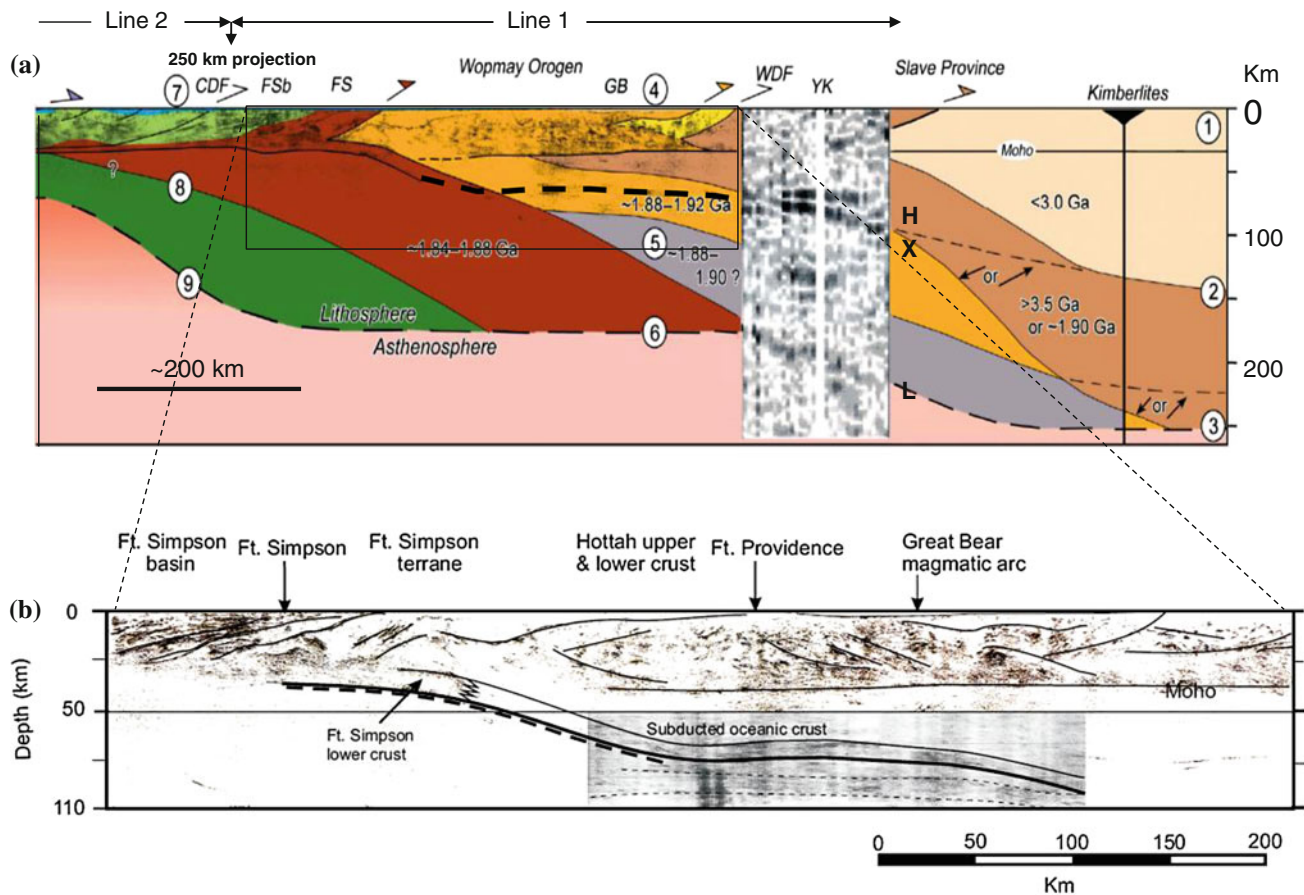 Line 2
Line 1
250 km projection
(a)
7
CDF
FSb
FS
Wopmay Orogen
GB
4
WDF
YK
Slave Province
Kimberlites
Km
0
1
Moho
?
8
~1.88–1.92 Ga
<3.0 Ga
H
100
X
5
~1.84–1.88 Ga
~1.88–
1.90 ?
or
2
9
>3.5 Ga
or ~1.90 Ga
Lithosphere
6
Asthenosphere
200
~200 km
L
or
3
Ft. Simpson
basin
Ft. Simpson
Ft. Simpson
terrane
Hottah upper
& lower crust
Ft. Providence
Great Bear
magmatic arc
(b)
0
Moho
50
Depth (km)
Ft. Simpson
lower crust
Subducted oceanic crust
110
0 50 100 150 200
Km